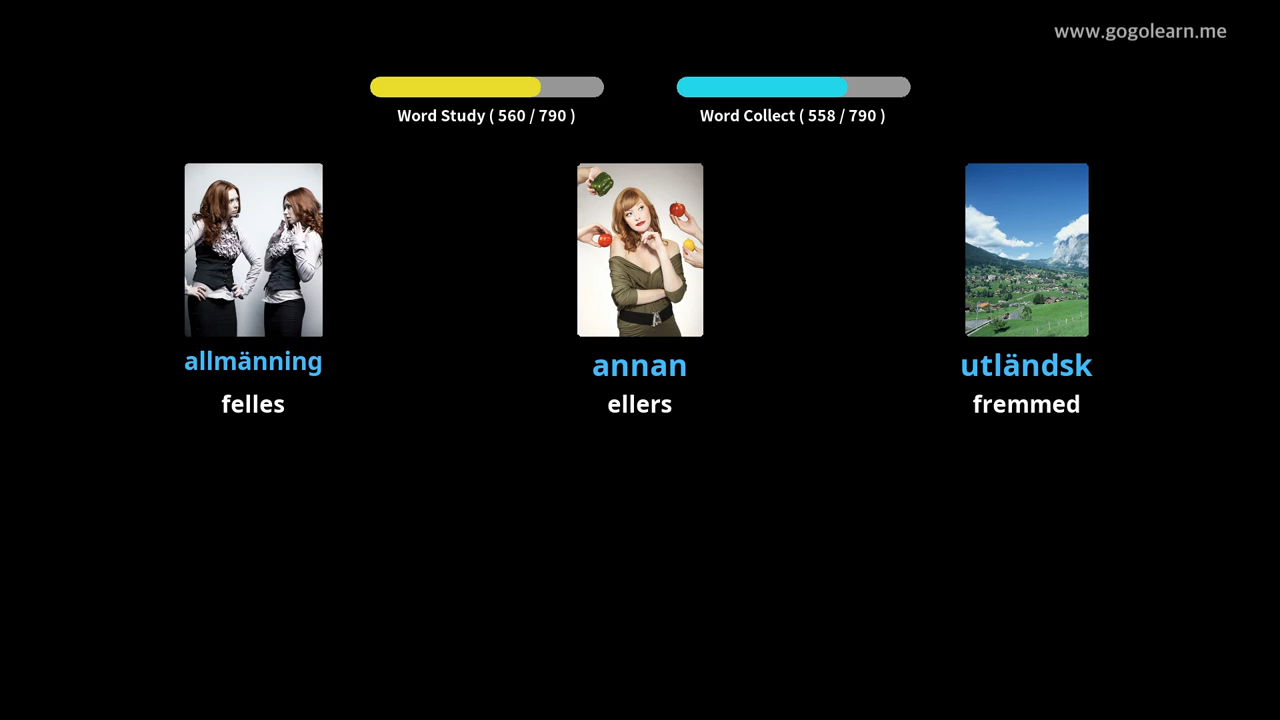 www.gogolearn.me
Word Study ( 560 / 790 )
Word Collect ( 558 / 790 )
allmänning
annan
utländsk
felles
ellers
fremmed